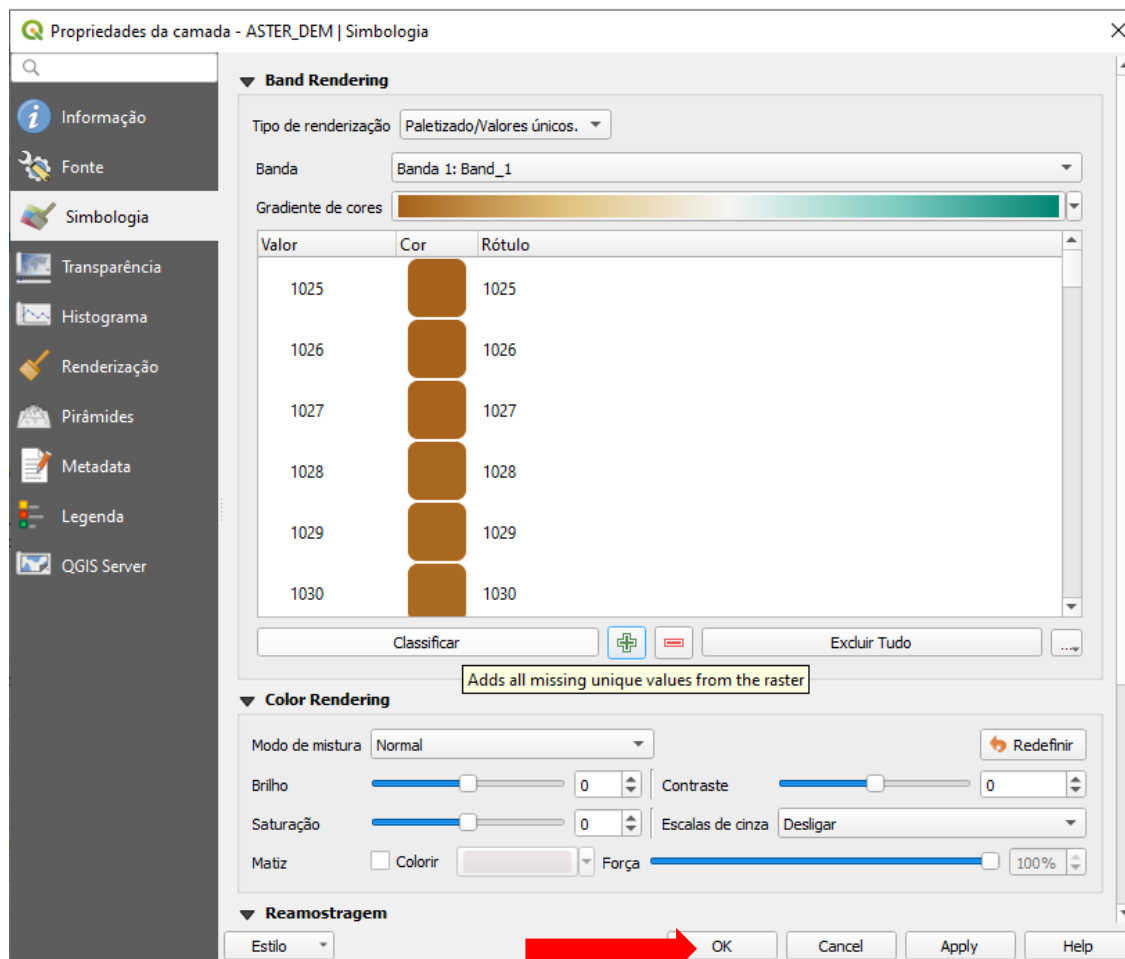 Propriedades da camada - ASTER_DEM | Simbologia
Informação
Fonte
Simbologia
Transparência
Histograma
Renderização
Pirâmides
Metadata
Legenda
QGIS Server
Band Rendering
Tipo de renderização Paletizado/Valores únicos.
Banda Banda 1: Band_1
Gradiente de cores
Valor Cor Rótulo
1025 1025
1026 1026
1027 1027
1028 1028
1029 1029
1030 1030
Classificar Excluir Tudo ...
Adds all missing unique values from the raster
Color Rendering
Modo de mistura Normal Redefinir
Brilho 0 Contraste 0
Saturação 0 Escalas de cinza Desligar
Matiz Colorir Força 100%
Reamostragem
Estilo OK Cancel Apply Help